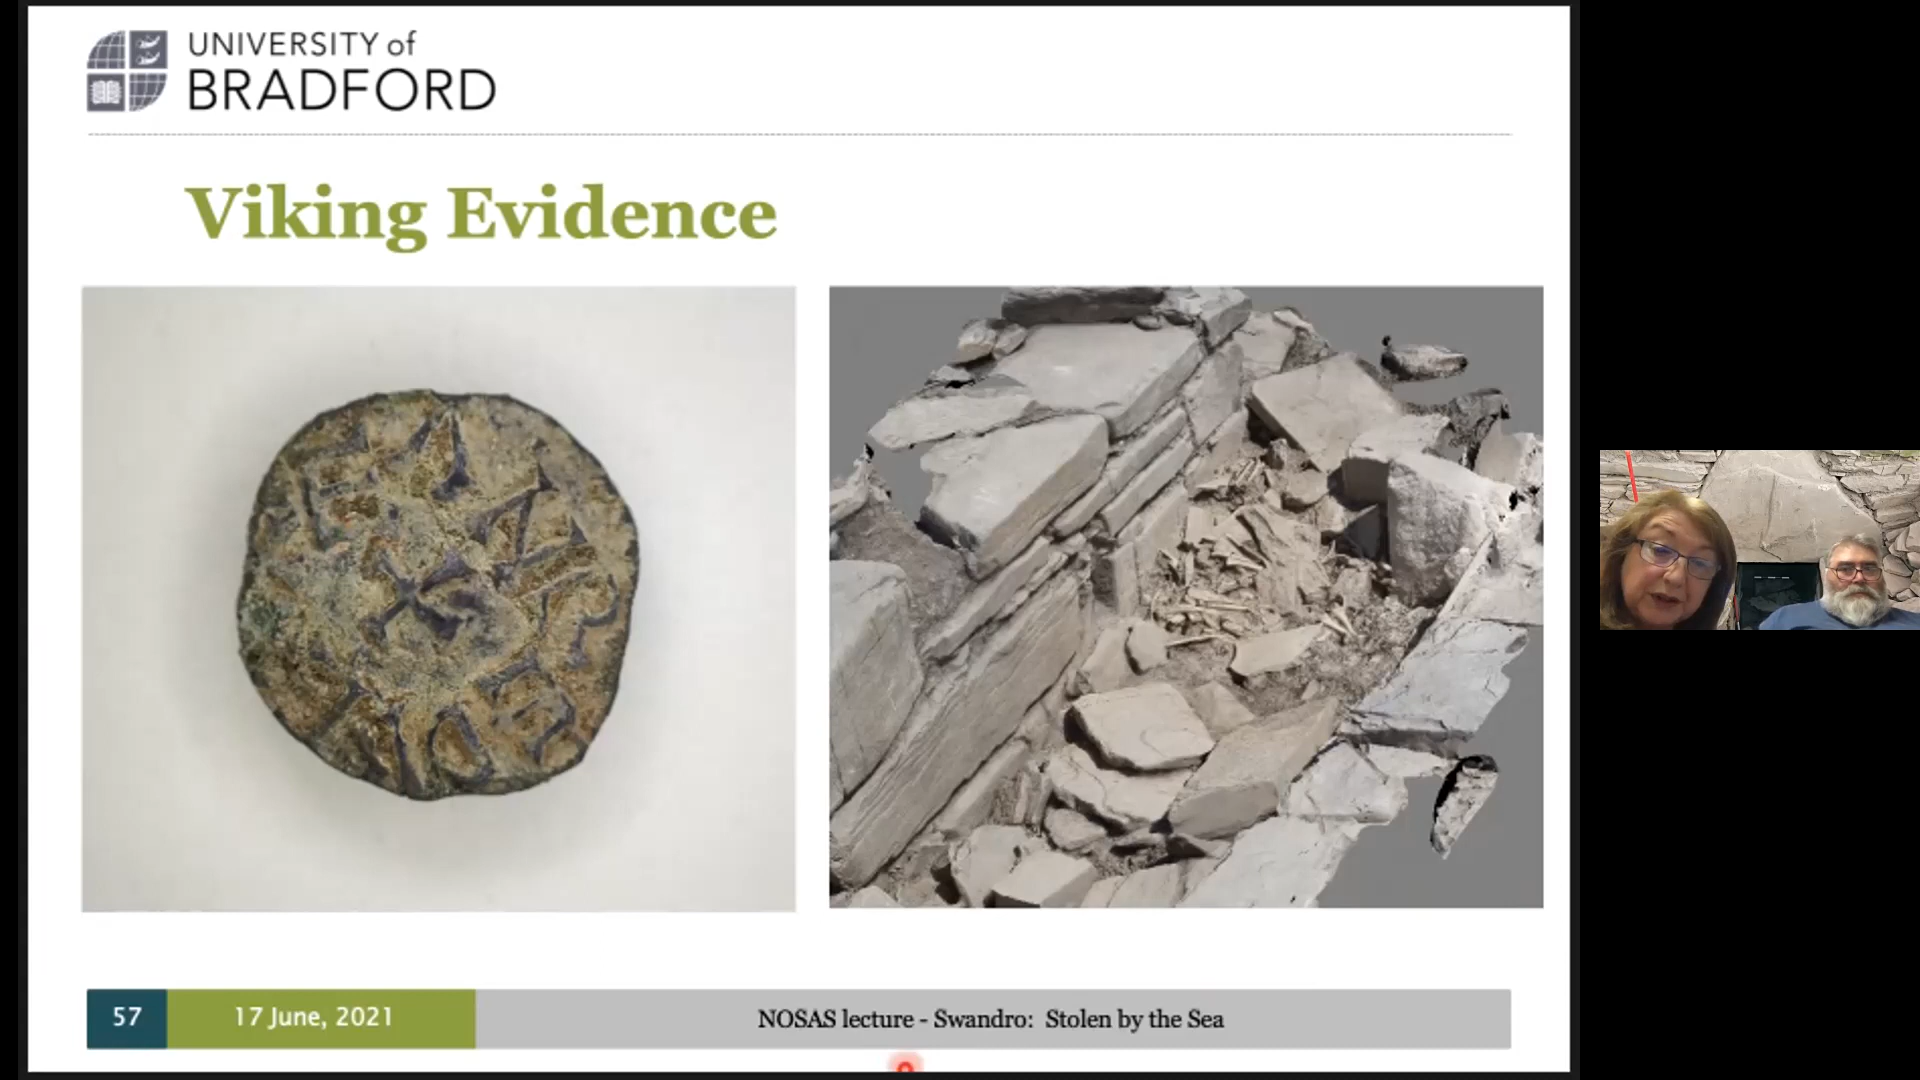 UNIVERSITY of
BRADFORD
Viking Evidence
57
17 June, 2021
NOSAS lecture - Swandro: Stolen by the Sea